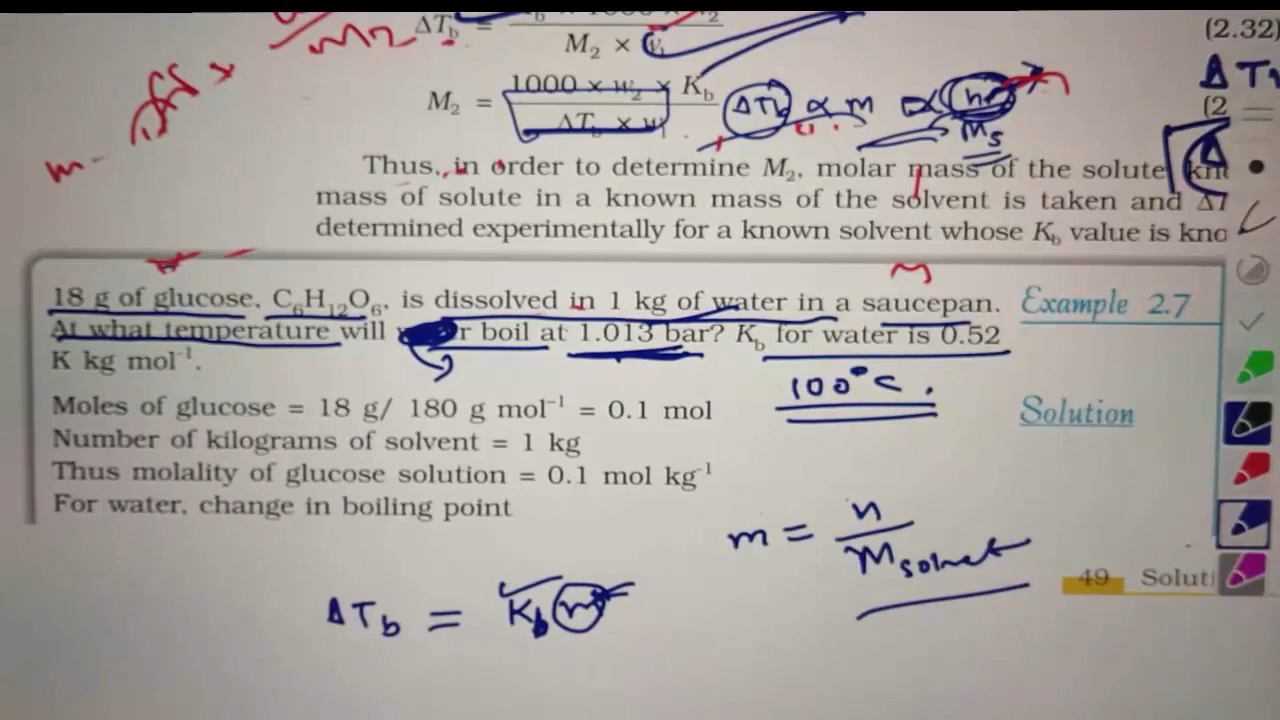 ΔT_b =
M₂ ×
(2.32)
M₂ = 1000 × w₂ × K_b
ΔT_b × w₁
ΔT_b ∝ m ∝ n
M_s
Thus, in order to determine M₂, molar mass of the solute
mass of solute in a known mass of the solvent is taken and
determined experimentally for a known solvent whose K_b value is kno
18 g of glucose, C₆H₁₂O₆, is dissolved in 1 kg of water in a saucepan.
Example 2.7
At what temperature will boil at 1.013 bar? K_b for water is 0.52
K kg mol⁻¹.
100°C.
Moles of glucose = 18 g/ 180 g mol⁻¹ = 0.1 mol
Solution
Number of kilograms of solvent = 1 kg
Thus molality of glucose solution = 0.1 mol kg⁻¹
For water, change in boiling point
m = n
M solvet
49 Soluti
ΔT_b = K_b m